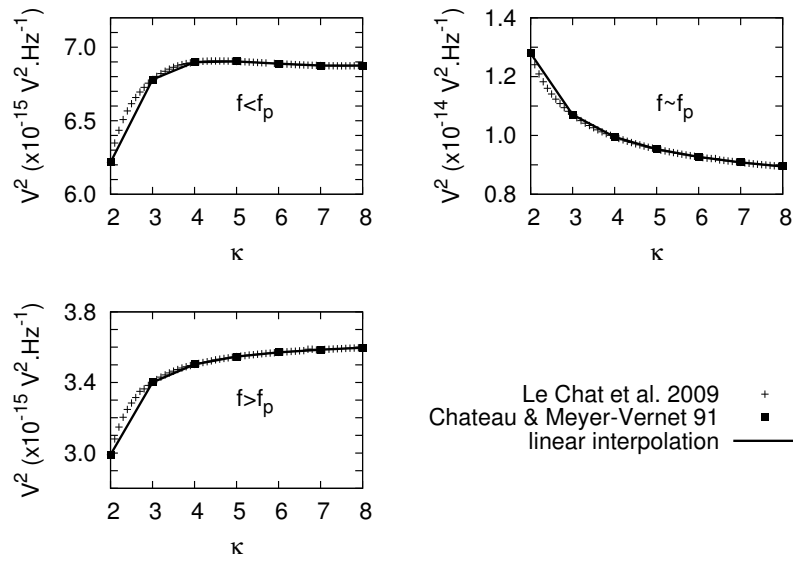 V² (x10⁻¹⁵ V².Hz⁻¹)
7.0
6.5
6.0
2 3 4 5 6 7 8
κ
f<fₚ
V² (x10⁻¹⁴ V².Hz⁻¹)
1.4
1.2
1.0
0.8
2 3 4 5 6 7 8
κ
f~fₚ
V² (x10⁻¹⁵ V².Hz⁻¹)
3.8
3.4
3.0
2 3 4 5 6 7 8
κ
f>fₚ
Le Chat et al. 2009
Chateau & Meyer-Vernet 91
linear interpolation